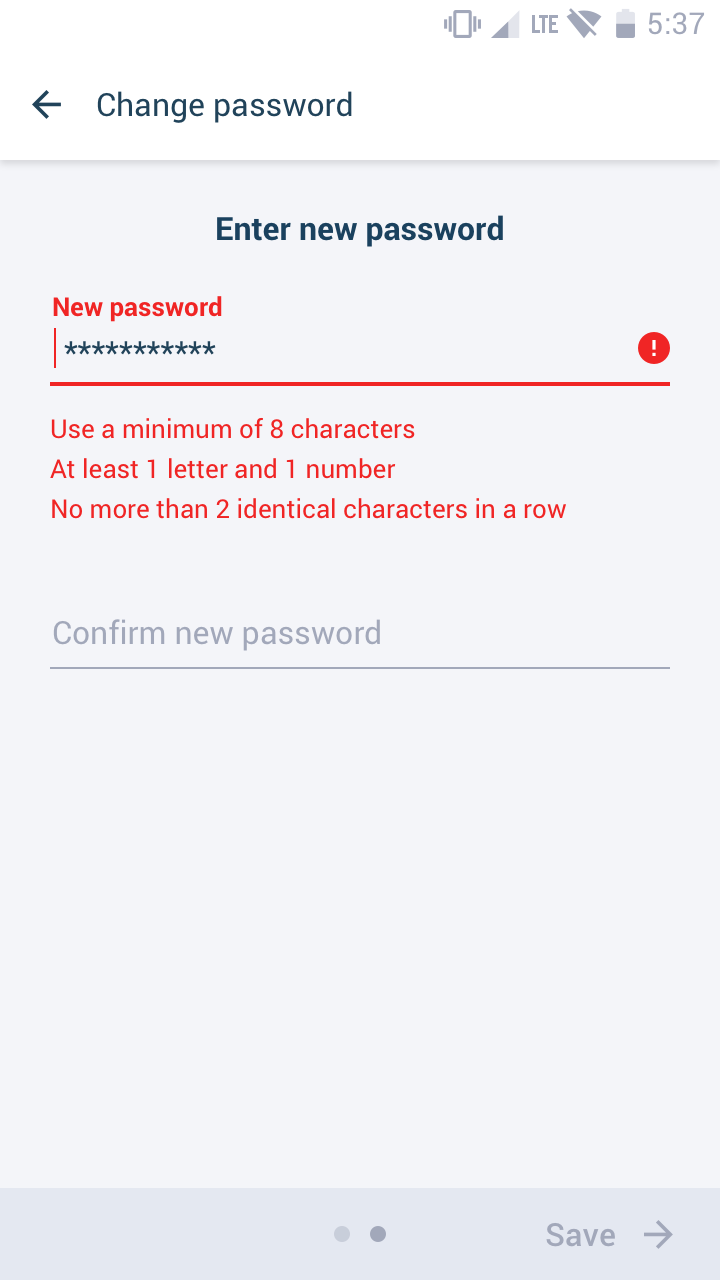 LTE 5:37
Change password
Enter new password
New password
***********
Use a minimum of 8 characters
At least 1 letter and 1 number
No more than 2 identical characters in a row
Confirm new password
Save